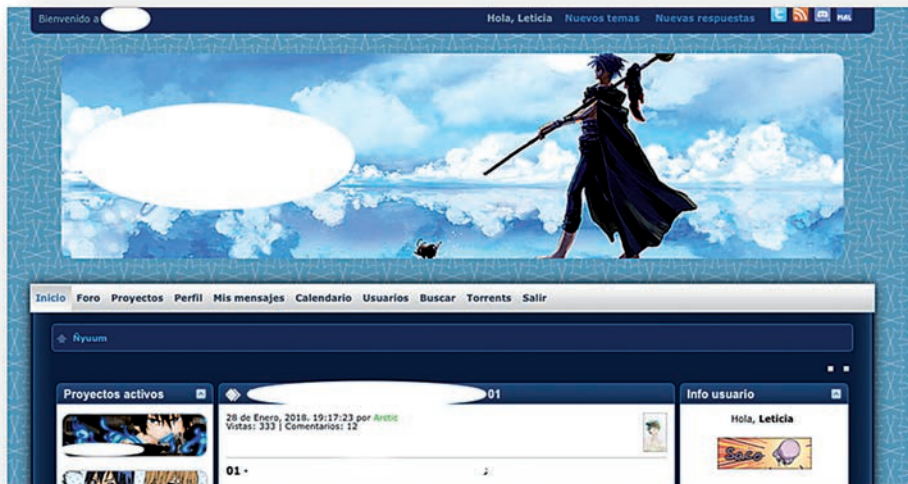 Bienvenido a
Hola, Leticia Nuevos temas Nuevas respuestas MAL
Inicio Foro Proyectos Perfil Mis mensajes Calendario Usuarios Buscar Torrents Salir
Ñyuum
Proyectos activos
01
28 de Enero, 2018, 19:17:23 por Arctic
Vistas: 333 | Comentarios: 12
01 -
Info usuario
Hola, Leticia
Saco